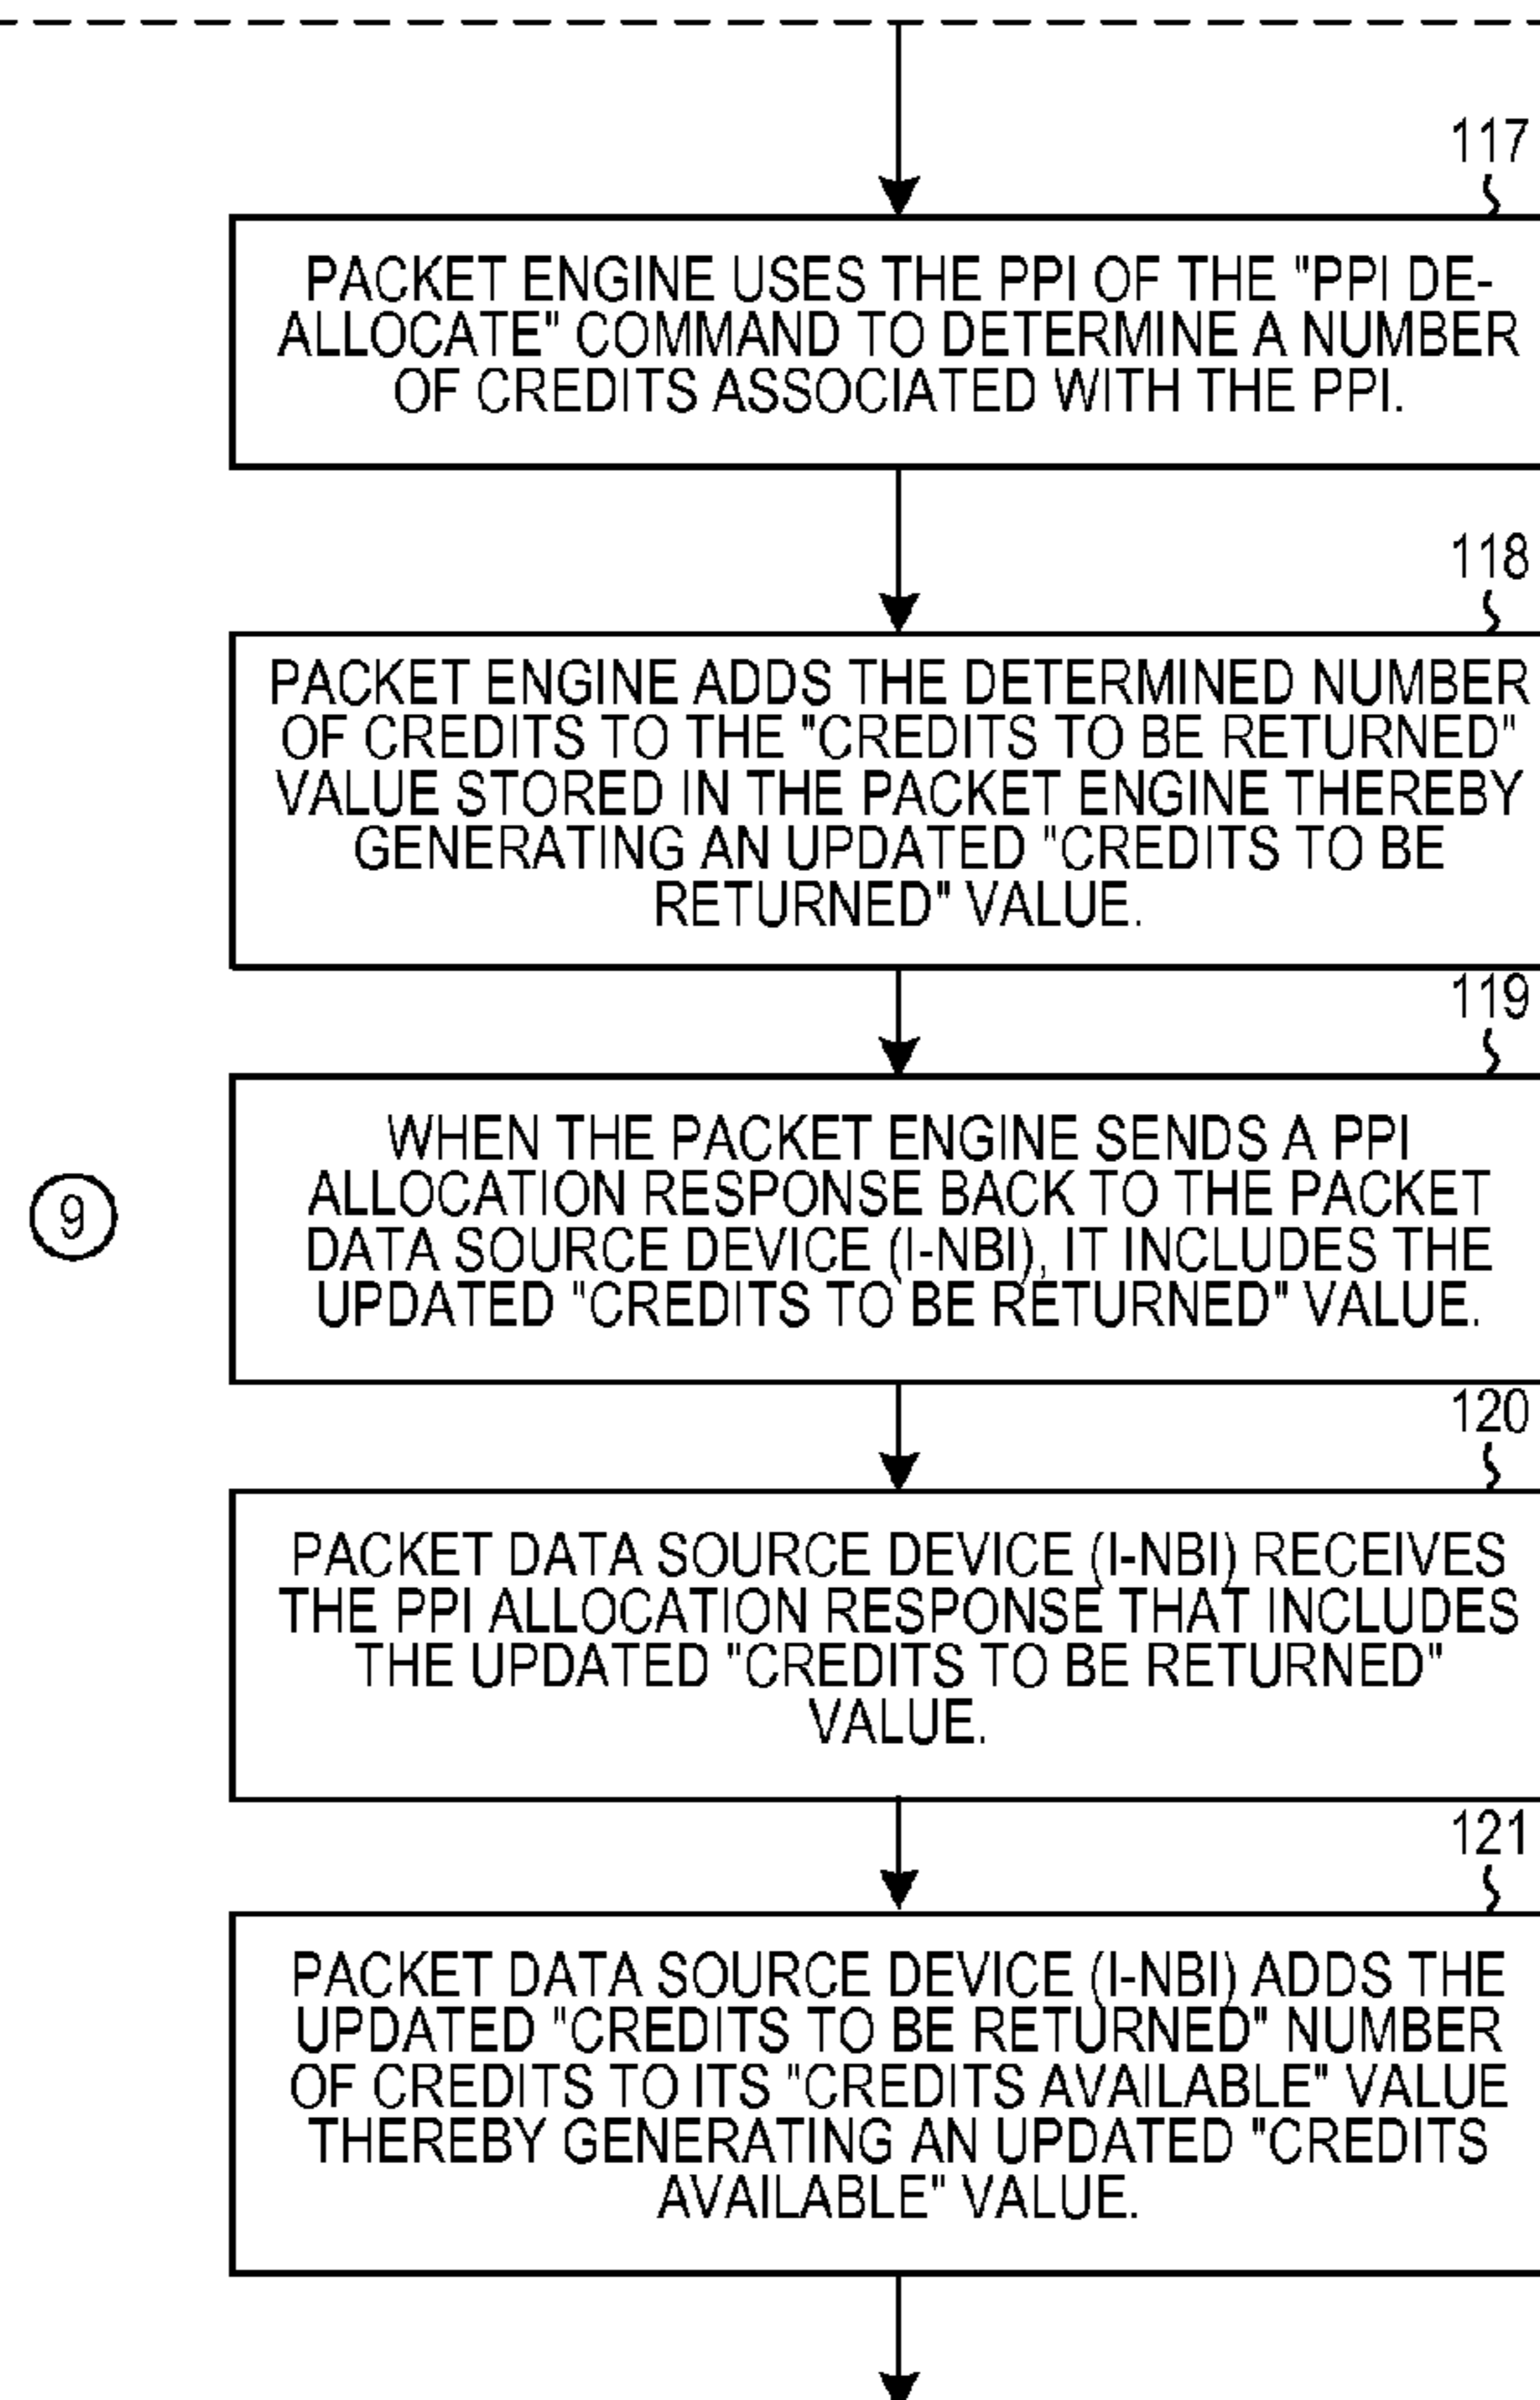 117
PACKET ENGINE USES THE PPI OF THE "PPI DE-
ALLOCATE" COMMAND TO DETERMINE A NUMBER
OF CREDITS ASSOCIATED WITH THE PPI.
118
PACKET ENGINE ADDS THE DETERMINED NUMBER
OF CREDITS TO THE "CREDITS TO BE RETURNED"
VALUE STORED IN THE PACKET ENGINE THEREBY
GENERATING AN UPDATED "CREDITS TO BE
RETURNED" VALUE.
119
WHEN THE PACKET ENGINE SENDS A PPI
ALLOCATION RESPONSE BACK TO THE PACKET
DATA SOURCE DEVICE (I-NBI), IT INCLUDES THE
UPDATED "CREDITS TO BE RETURNED" VALUE.
9
120
PACKET DATA SOURCE DEVICE (I-NBI) RECEIVES
THE PPI ALLOCATION RESPONSE THAT INCLUDES
THE UPDATED "CREDITS TO BE RETURNED"
VALUE.
121
PACKET DATA SOURCE DEVICE (I-NBI) ADDS THE
UPDATED "CREDITS TO BE RETURNED" NUMBER
OF CREDITS TO ITS "CREDITS AVAILABLE" VALUE
THEREBY GENERATING AN UPDATED "CREDITS
AVAILABLE" VALUE.